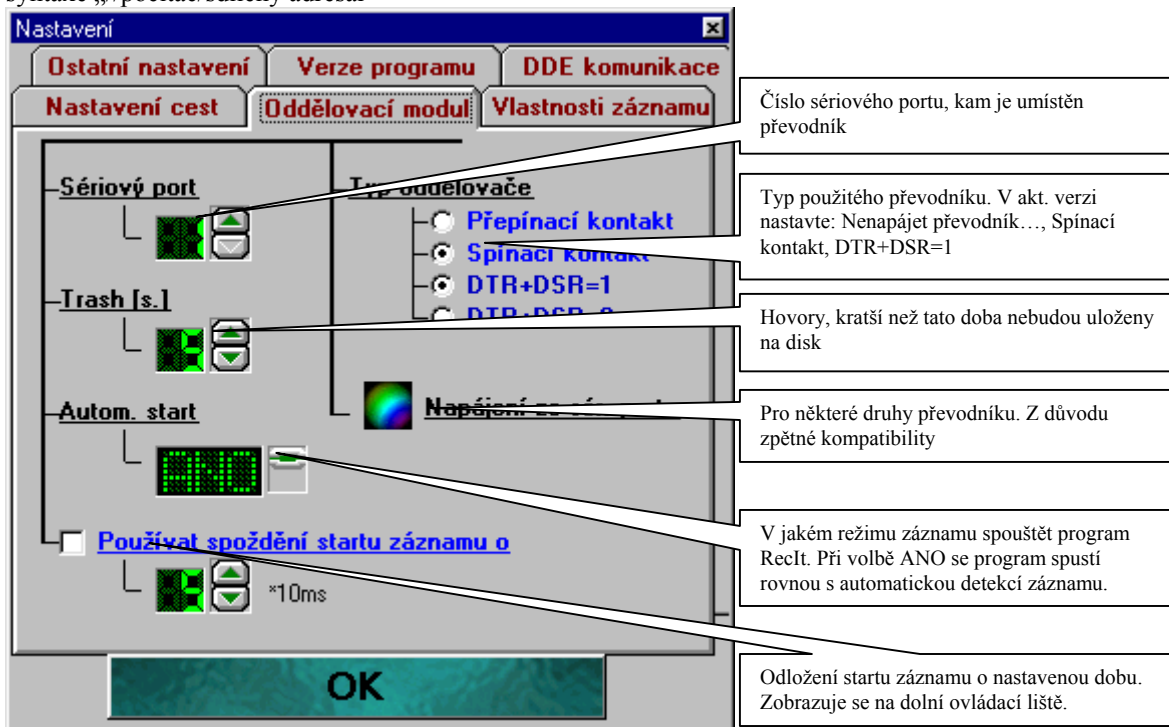 Nastavení
Ostatní nastavení Verze programu DDE komunikace
Nastavení cest Oddělovací modul Vlastnosti záznamu
Sériový port
Trash [s.]
Autom. start
ANO
Používat spoždění startu záznamu o
*10ms
Typ oddělovače
Přepínací kontakt
Spínací kontakt
DTR+DSR=1
OK
Číslo sériového portu, kam je umístěn
převodník
Typ použitého převodníku. V akt. verzi
nastavte: Nenapájet převodník…, Spínací
kontakt, DTR+DSR=1
Hovory, kratší než tato doba nebudou uloženy
na disk
Pro některé druhy převodníku. Z důvodu
zpětné kompatibility
V jakém režimu záznamu spouštět program
RecIt. Při volbě ANO se program spustí
rovnou s automatickou detekcí záznamu.
Odložení startu záznamu o nastavenou dobu.
Zobrazuje se na dolní ovládací liště.